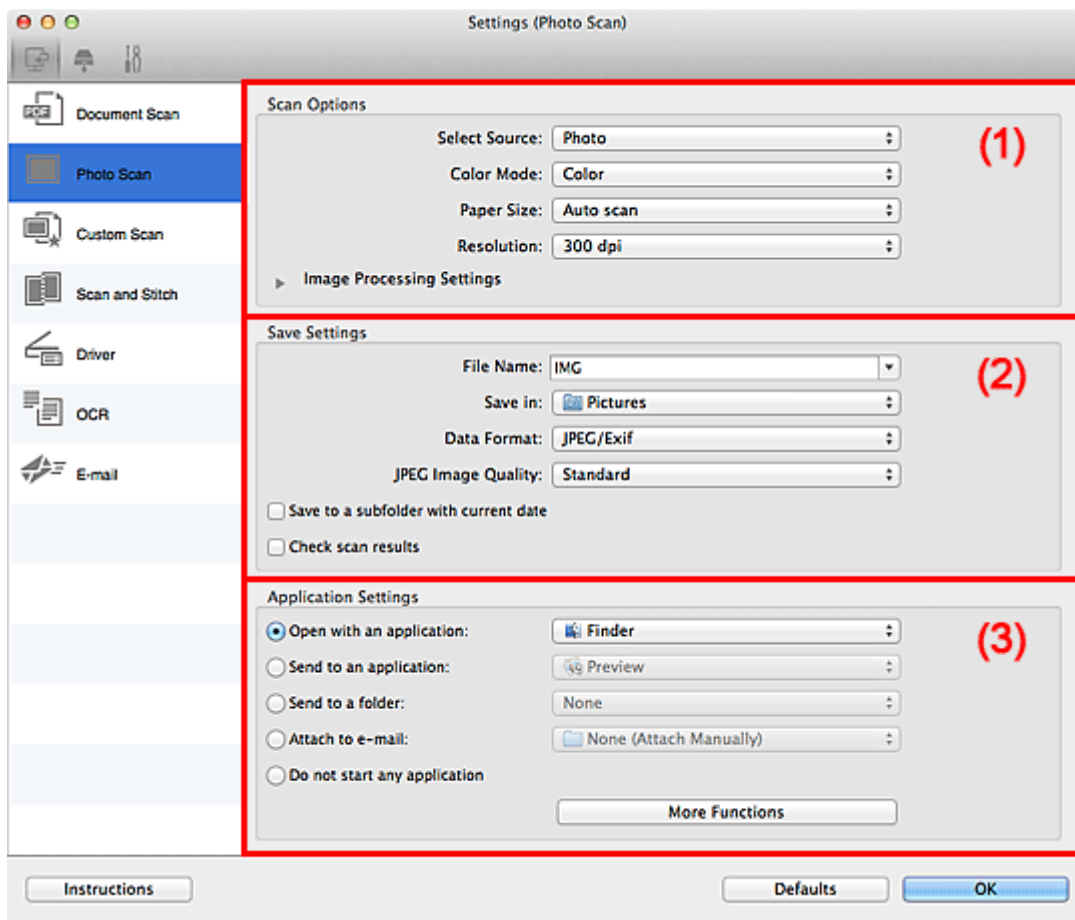 Settings (Photo Scan)
Document Scan
Photo Scan
Custom Scan
Scan and Stitch
Driver
OCR
E-mail
Scan Options
(1)
Select Source: Photo
Color Mode: Color
Paper Size: Auto scan
Resolution: 300 dpi
Image Processing Settings
Save Settings
(2)
File Name: IMG
Save in: Pictures
Data Format: JPEG/Exif
JPEG Image Quality: Standard
Save to a subfolder with current date
Check scan results
Application Settings
(3)
Open with an application: Finder
Send to an application: Preview
Send to a folder: None
Attach to e-mail: None (Attach Manually)
Do not start any application
More Functions
Instructions
Defaults
OK